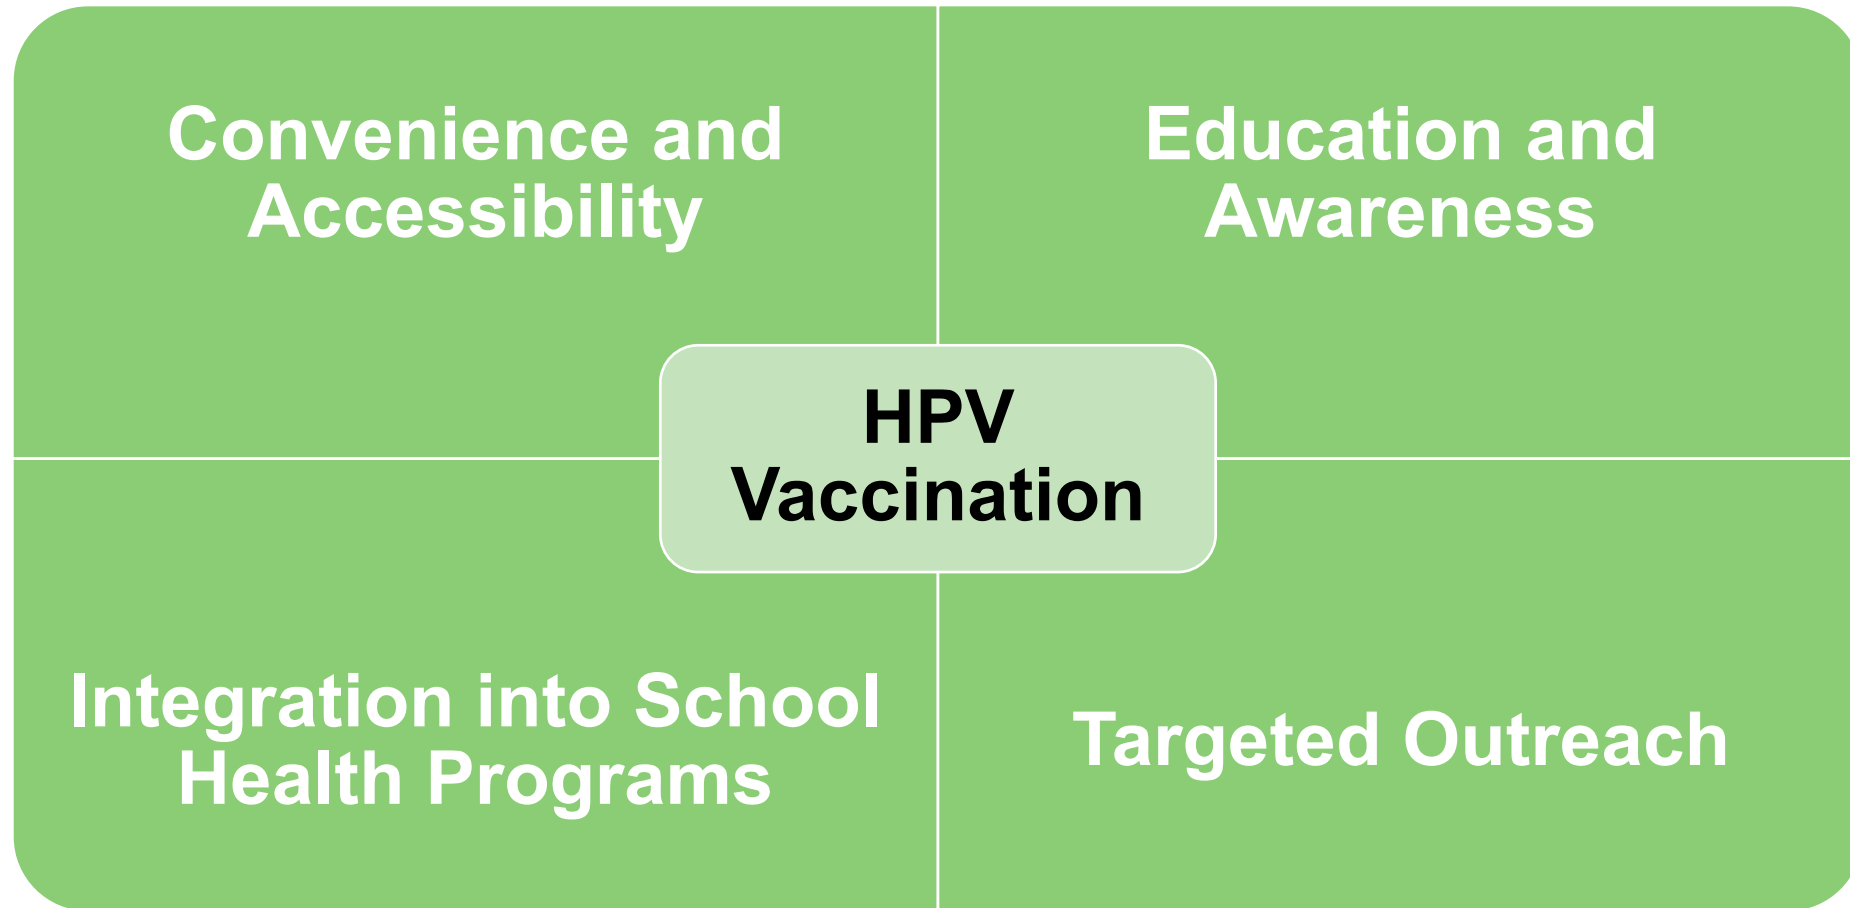 Convenience and
Accessibility
Education and
Awareness
HPV
Vaccination
Integration into School
Health Programs
Targeted Outreach